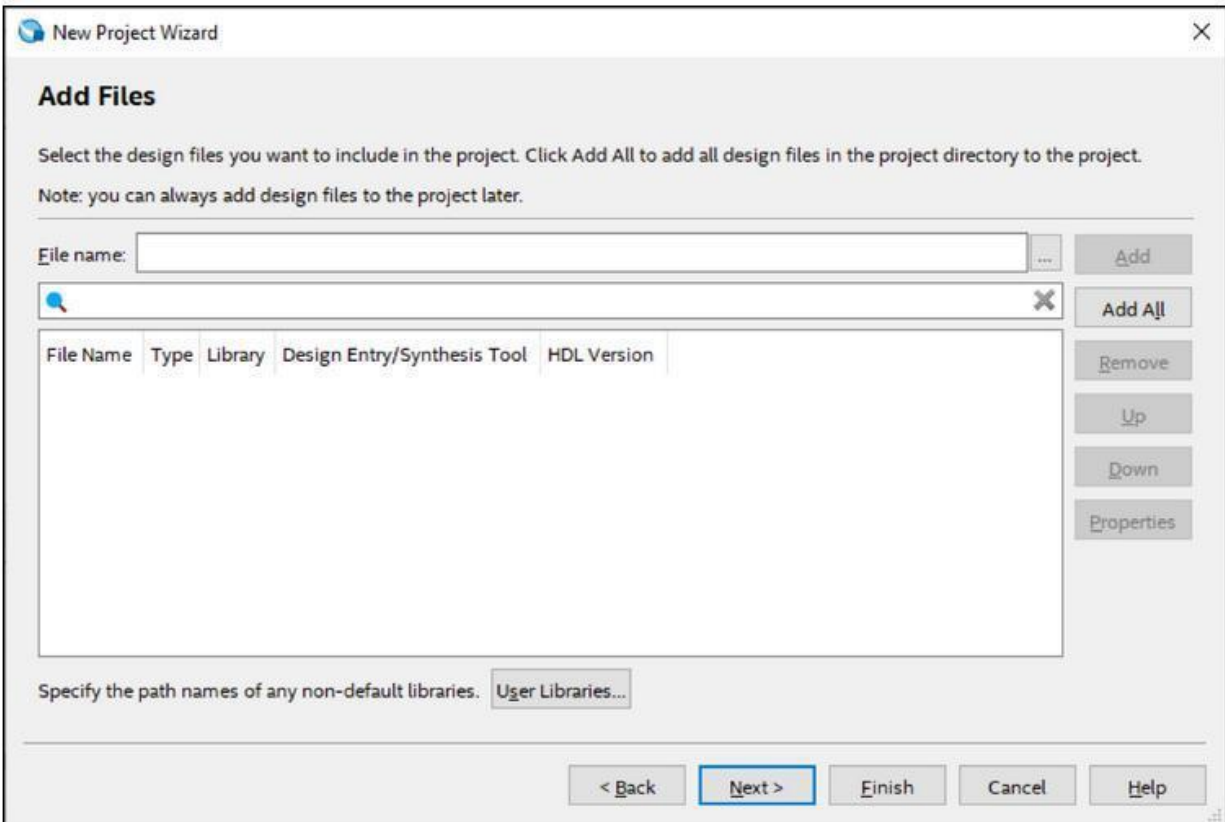 New Project Wizard
Add Files
Select the design files you want to include in the project. Click Add All to add all design files in the project directory to the project.
Note: you can always add design files to the project later.
File name: ... Add
Add All
File Name Type Library Design Entry/Synthesis Tool HDL Version
Remove
Up
Down
Properties
Specify the path names of any non-default libraries. User Libraries...
< Back Next > Finish Cancel Help